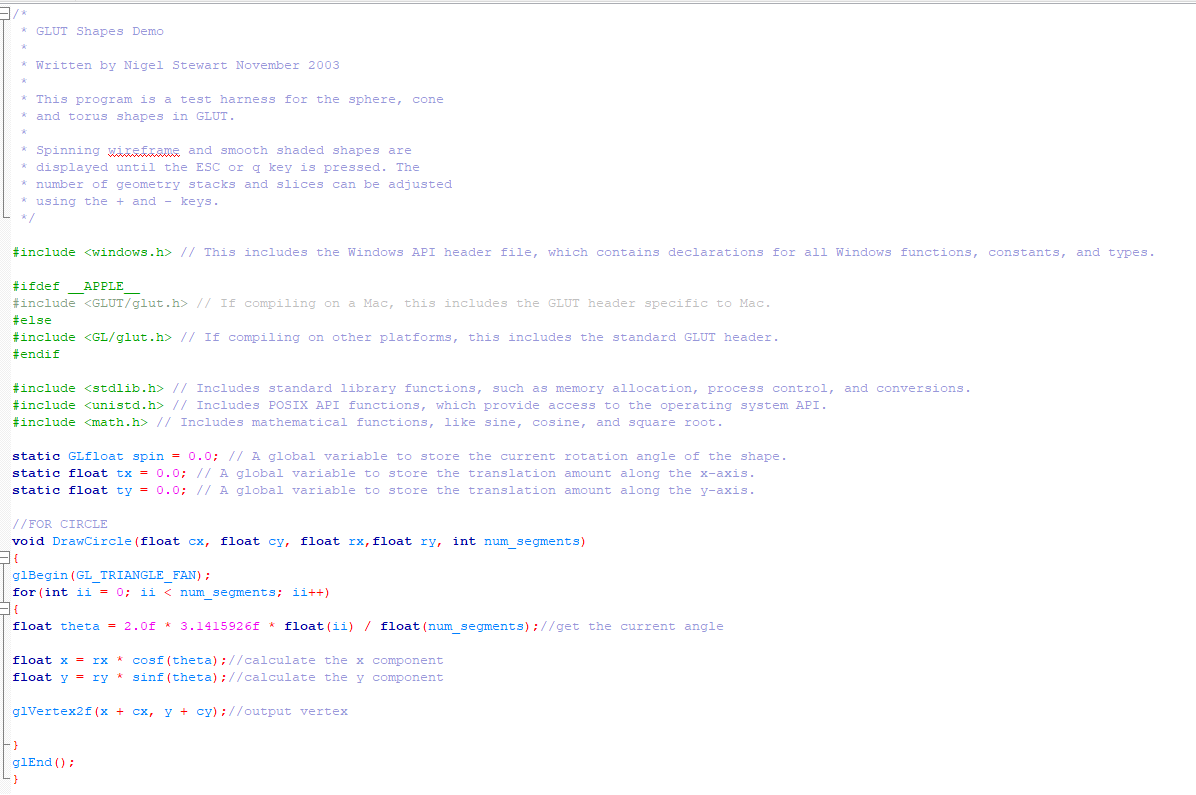 /*
 * GLUT Shapes Demo
 *
 * Written by Nigel Stewart November 2003
 *
 * This program is a test harness for the sphere, cone
 * and torus shapes in GLUT.
 *
 * Spinning wireframe and smooth shaded shapes are
 * displayed until the ESC or q key is pressed. The
 * number of geometry stacks and slices can be adjusted
 * using the + and - keys.
 */
#include <windows.h> // This includes the Windows API header file, which contains declarations for all Windows functions, constants, and types.
#ifdef __APPLE__
#include <GLUT/glut.h> // If compiling on a Mac, this includes the GLUT header specific to Mac.
#else
#include <GL/glut.h> // If compiling on other platforms, this includes the standard GLUT header.
#endif
#include <stdlib.h> // Includes standard library functions, such as memory allocation, process control, and conversions.
#include <unistd.h> // Includes POSIX API functions, which provide access to the operating system API.
#include <math.h> // Includes mathematical functions, like sine, cosine, and square root.
static GLfloat spin = 0.0; // A global variable to store the current rotation angle of the shape.
static float tx = 0.0; // A global variable to store the translation amount along the x-axis.
static float ty = 0.0; // A global variable to store the translation amount along the y-axis.
//FOR CIRCLE
void DrawCircle(float cx, float cy, float rx,float ry, int num_segments)
{
glBegin(GL_TRIANGLE_FAN);
for(int ii = 0; ii < num_segments; ii++)
{
float theta = 2.0f * 3.1415926f * float(ii) / float(num_segments);//get the current angle
float x = rx * cosf(theta);//calculate the x component
float y = ry * sinf(theta);//calculate the y component
glVertex2f(x + cx, y + cy);//output vertex
}
glEnd();
}